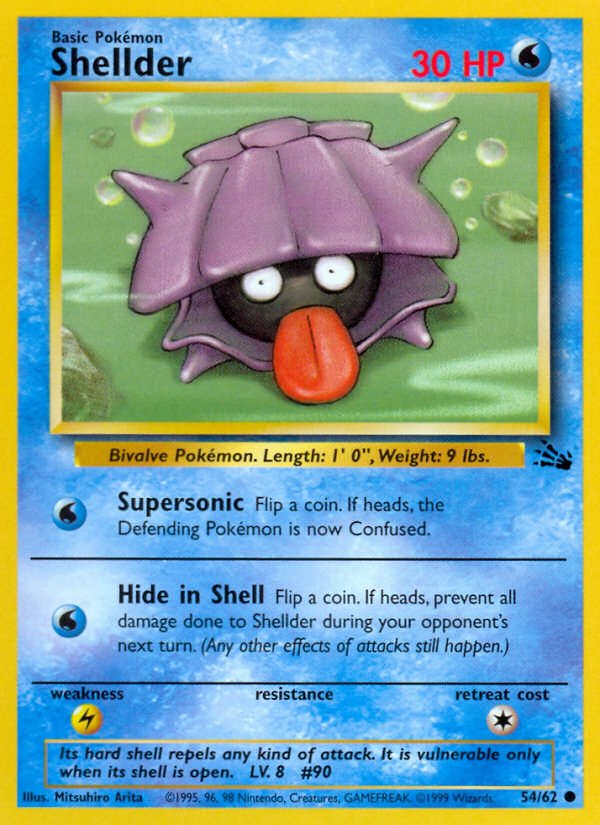 Basic Pokémon
Shellder
30 HP
Bivalve Pokémon. Length: 1' 0", Weight: 9 lbs.
Supersonic Flip a coin. If heads, the
Defending Pokémon is now Confused.
Hide in Shell Flip a coin. If heads, prevent all
damage done to Shellder during your opponent's
next turn. (Any other effects of attacks still happen.)
weakness resistance retreat cost
Its hard shell repels any kind of attack. It is vulnerable only
when its shell is open. LV. 8 #90
Illus. Mitsuhiro Arita ©1995, 96, 98 Nintendo, Creatures, GAMEFREAK. ©1999 Wizards. 54/62